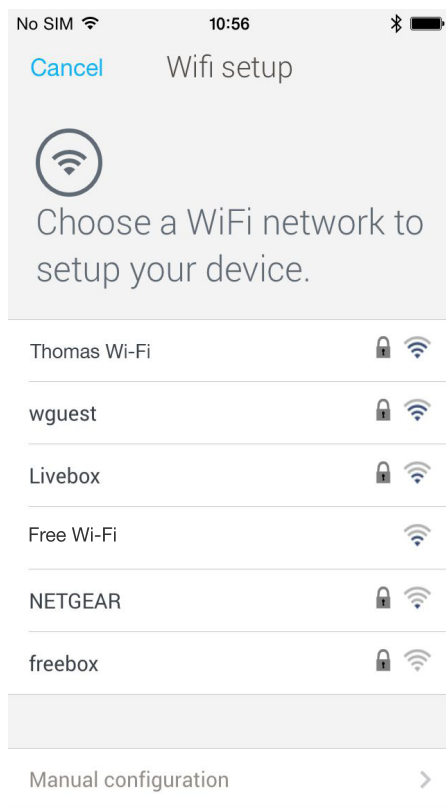 No SIM 10:56
Cancel Wifi setup
Choose a WiFi network to
setup your device.
Thomas Wi-Fi
wguest
Livebox
Free Wi-Fi
NETGEAR
freebox
Manual configuration